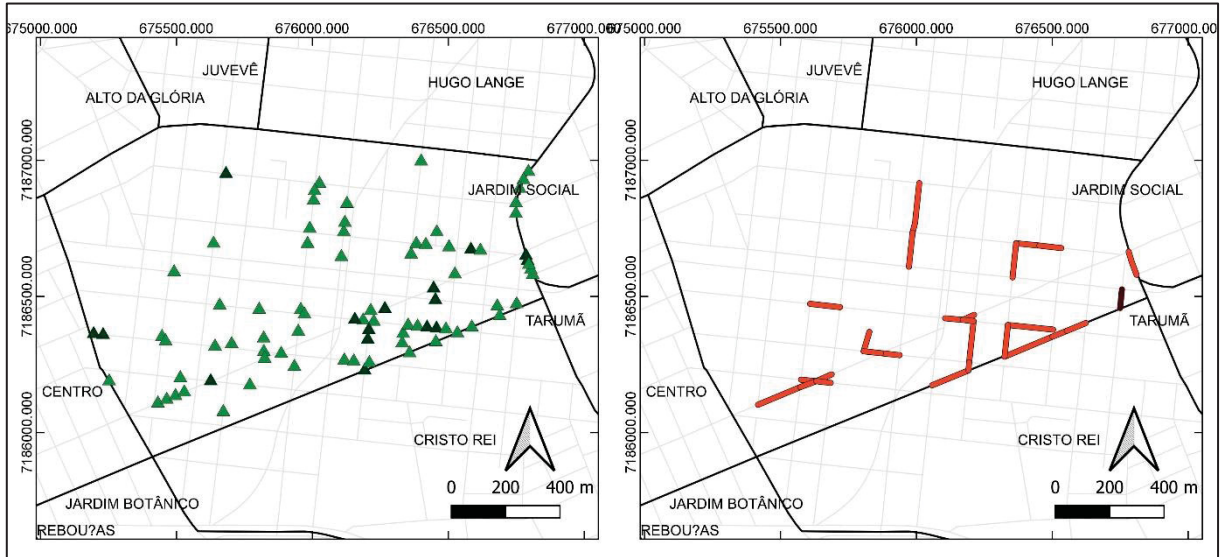 675000.000 675500.000 676000.000 676500.000 677000.000
JUVEVÊ
HUGO LANGE
ALTO DA GLÓRIA
7187000.000
JARDIM SOCIAL
7186500.000
TARUMÃ
CENTRO
7186000.000
CRISTO REI
0 200 400 m
JARDIM BOTÂNICO
REBOU?AS
675000.000 675500.000 676000.000 676500.000 677000.000
JUVEVÊ
HUGO LANGE
ALTO DA GLÓRIA
7187000.000
JARDIM SOCIAL
7186500.000
TARUMÃ
CENTRO
7186000.000
CRISTO REI
0 200 400 m
JARDIM BOTÂNICO
REBOU?AS